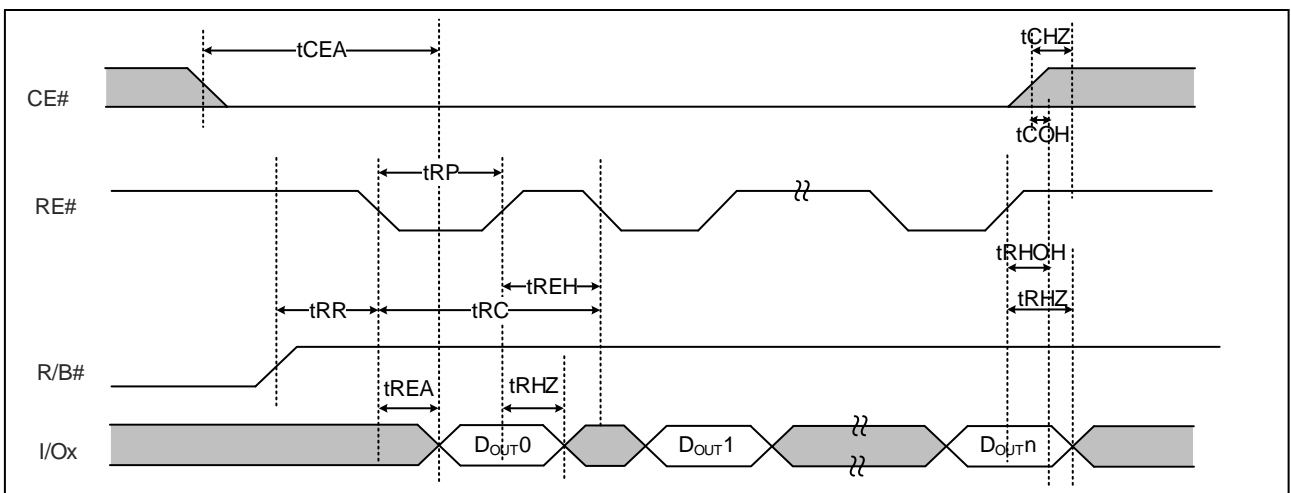 tCEA
tCHZ
CE#
tCOH
tRP
RE#
tRHOH
tREH
tRHZ
tRR
tRC
R/B#
tREA
tRHZ
I/Ox
DOUT0
DOUT1
DOUTn